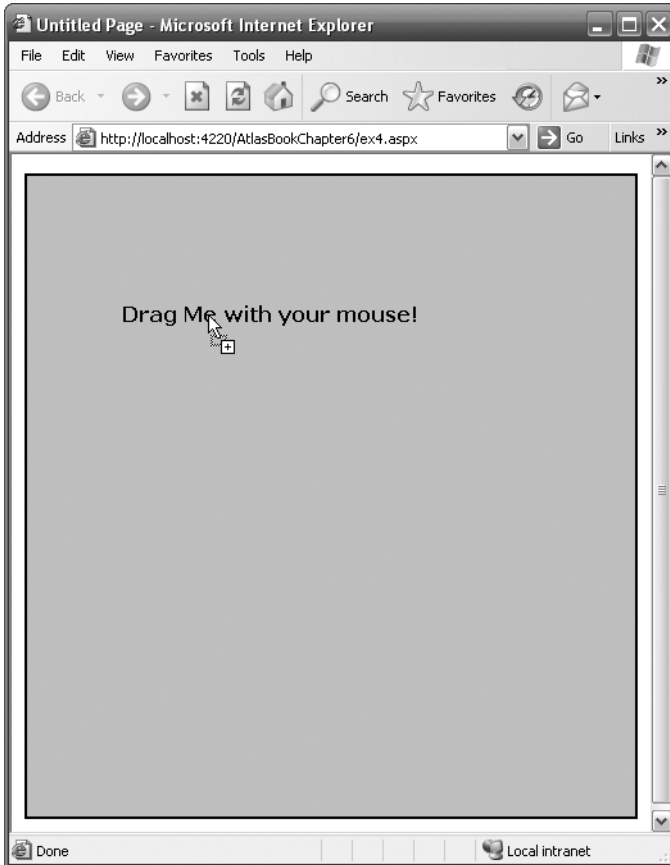 Untitled Page - Microsoft Internet Explorer
File Edit View Favorites Tools Help
Back Search Favorites »
Address http://localhost:4220/AtlasBookChapter6/ex4.aspx Go Links »
Drag Me with your mouse!
Done Local intranet